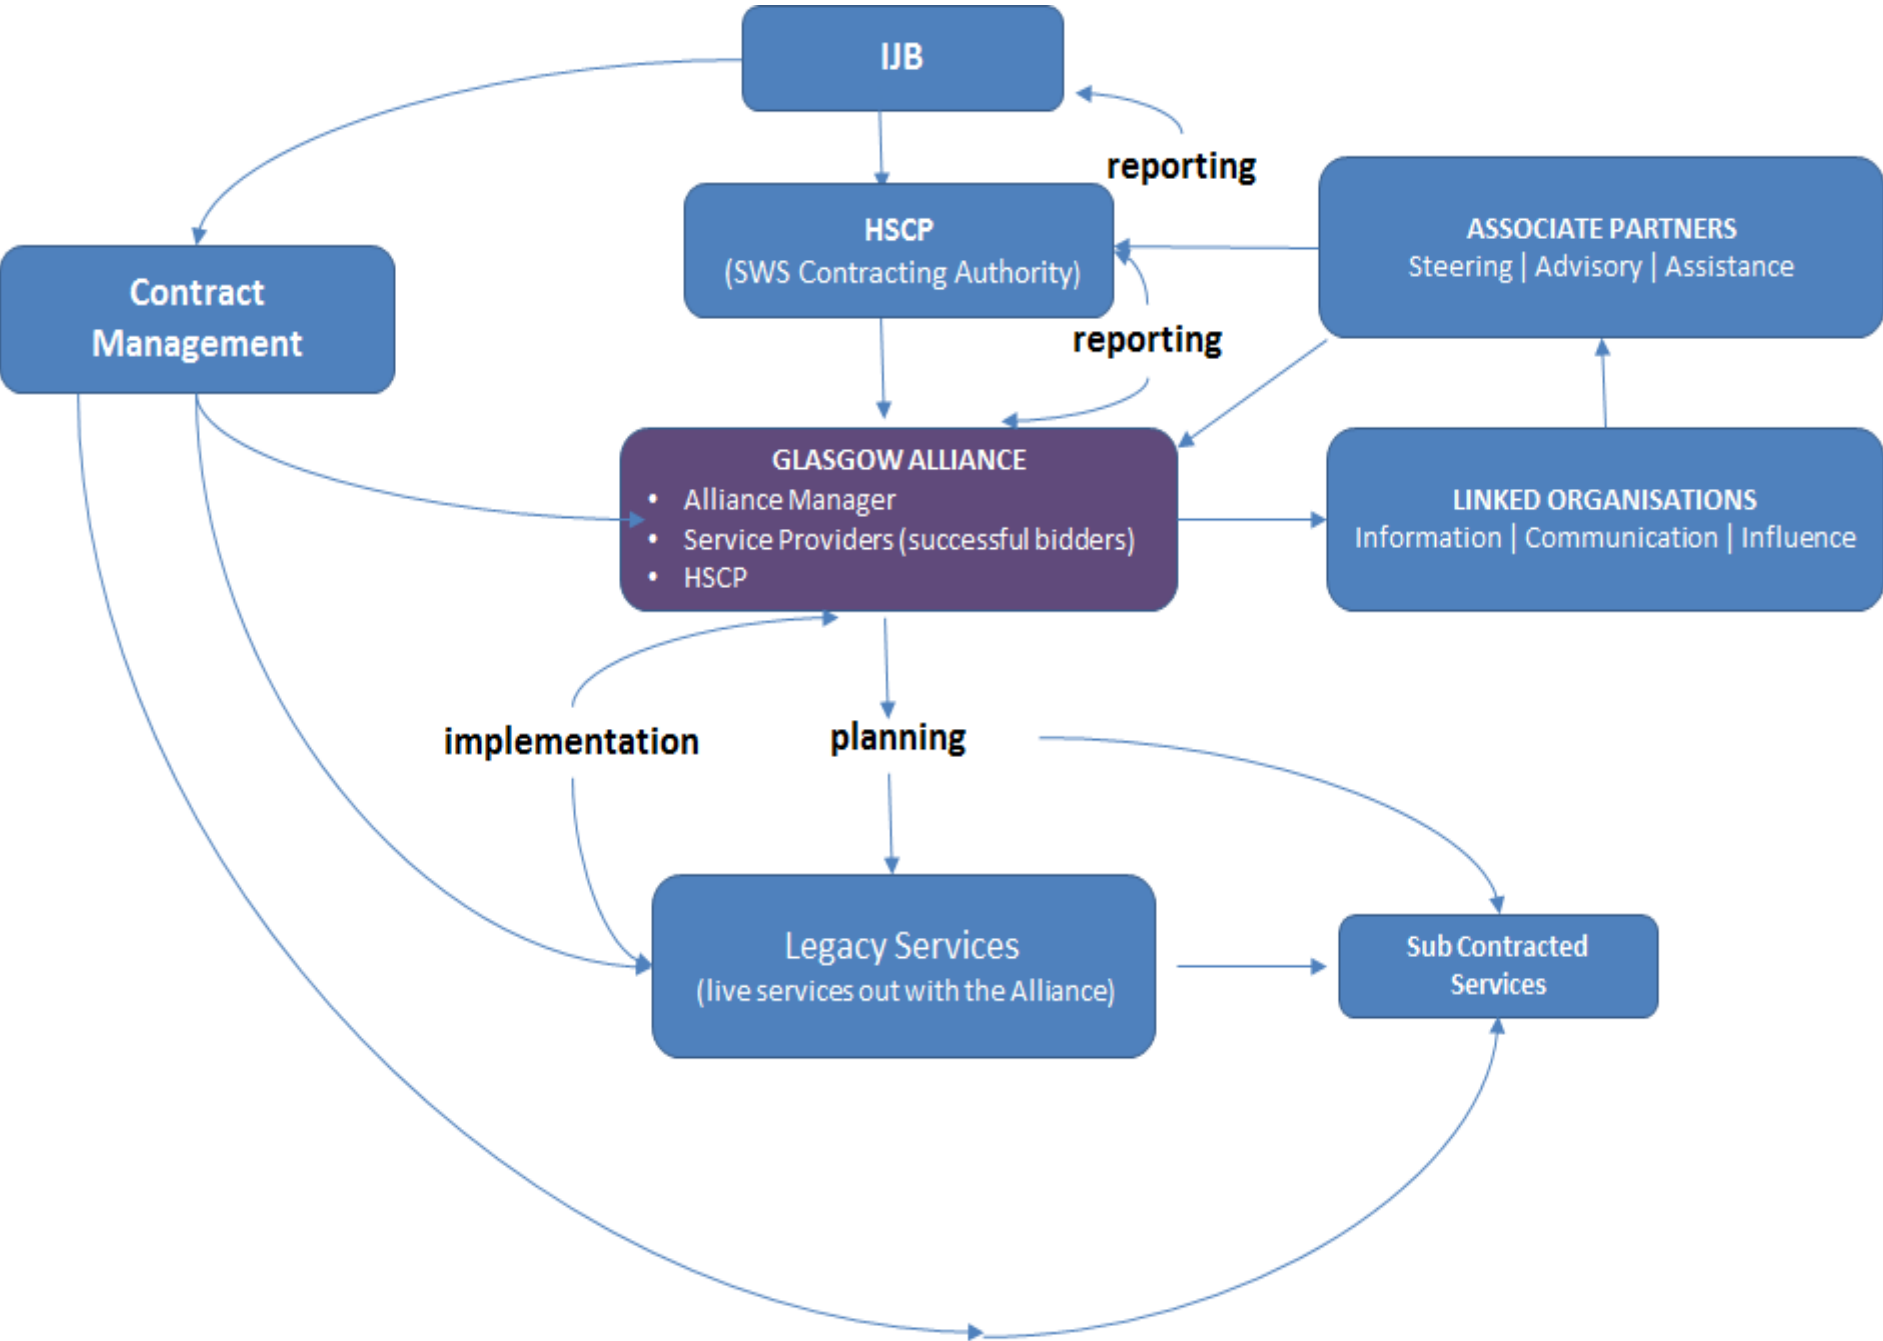 IJB
reporting
HSCP
(SWS Contracting Authority)
ASSOCIATE PARTNERS
Steering | Advisory | Assistance
Contract
Management
reporting
GLASGOW ALLIANCE
• Alliance Manager
• Service Providers (successful bidders)
• HSCP
LINKED ORGANISATIONS
Information | Communication | Influence
implementation
planning
Legacy Services
(live services out with the Alliance)
Sub Contracted
Services